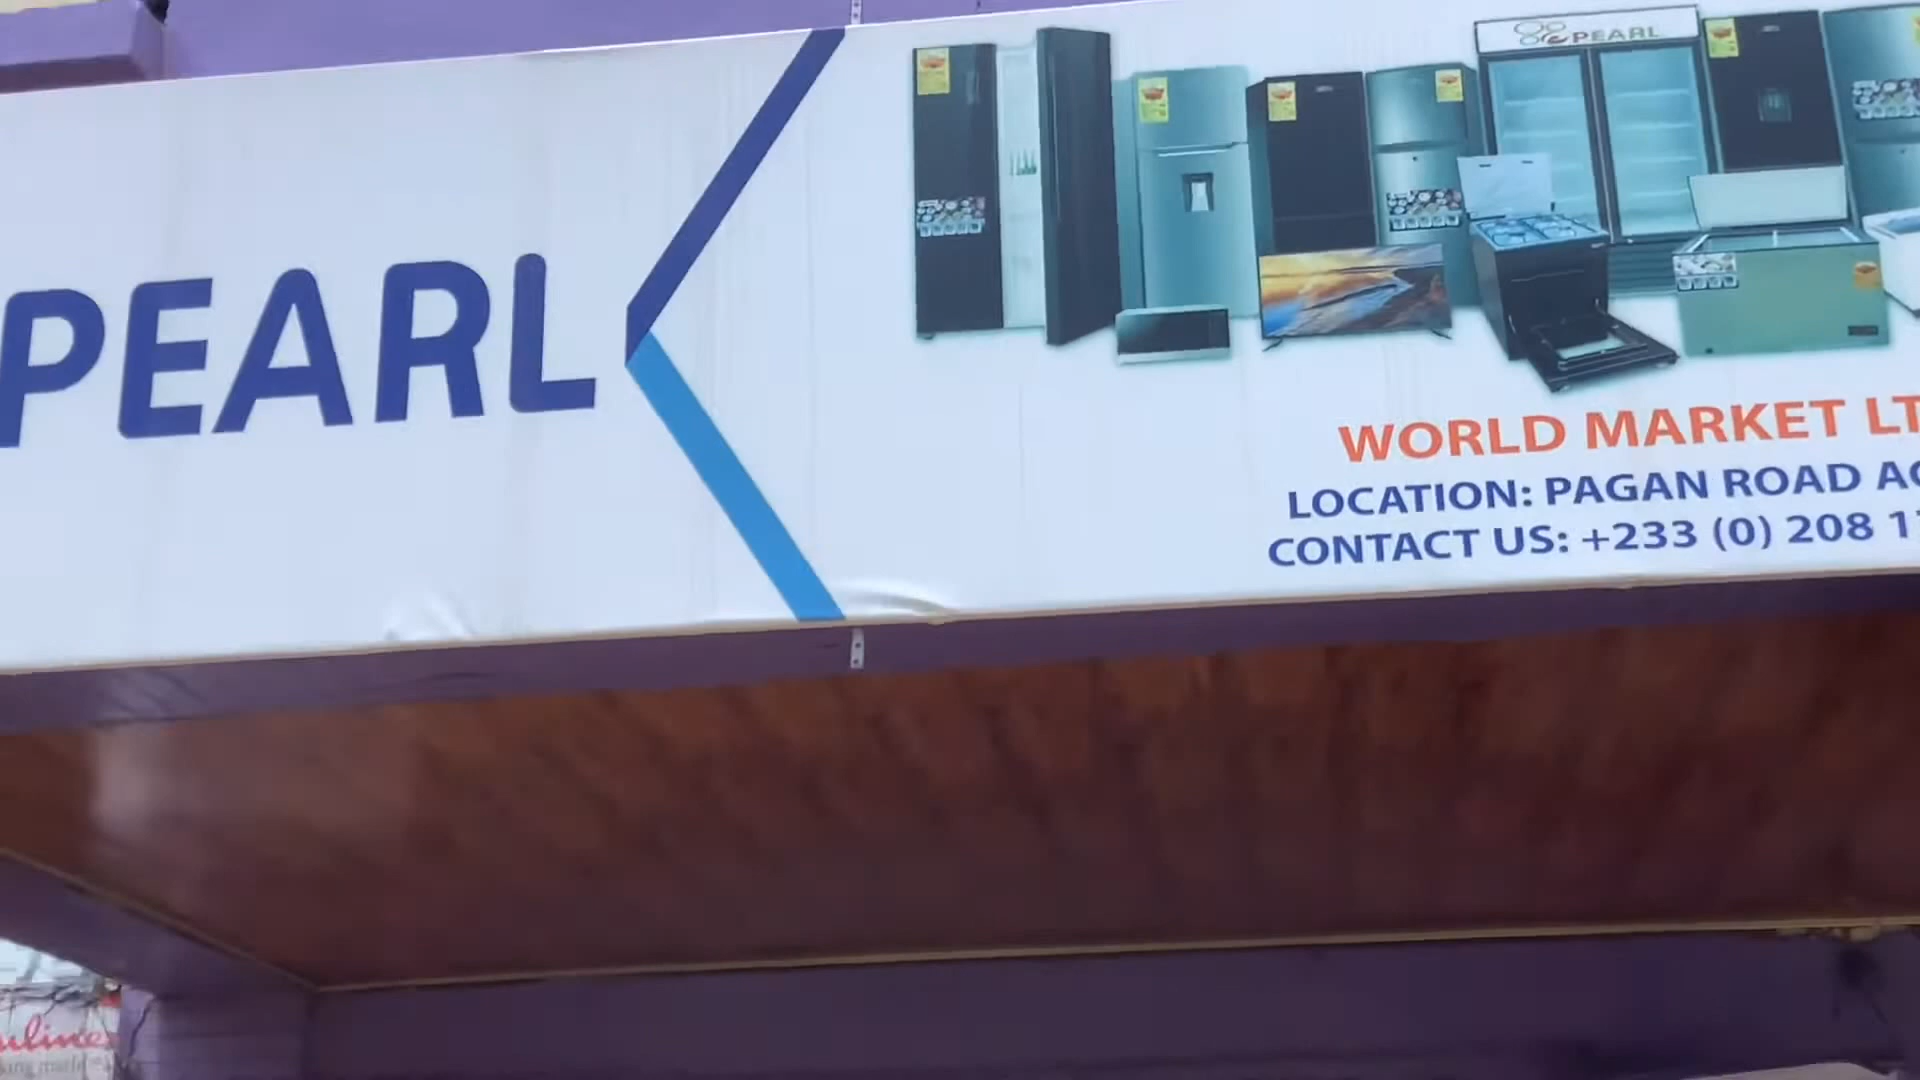 PEARL
PEARL
WORLD MARKET LT
LOCATION: PAGAN ROAD AC
CONTACT US: +233 (0) 208 1